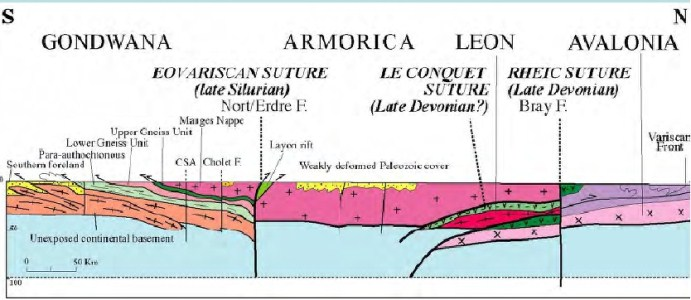 S
N
GONDWANA
ARMORICA
LEON
AVALONIA
EOVARISCAN SUTURE
(late Silurian)
Nort/Erdre F.
LE CONQUET
SUTURE
(Late Devonian?)
RHEIC SUTURE
(Late Devonian)
Bray F.
Variscan
Front
Mauges Nappe
Upper Gneiss Unit
Lower Gneiss Unit
Para-authochtonous
Southern foreland
CSA
Cholet F.
Layon rift
Weakly deformed Paleozoic cover
0
Unexposed continental basement
0 50 Km
100